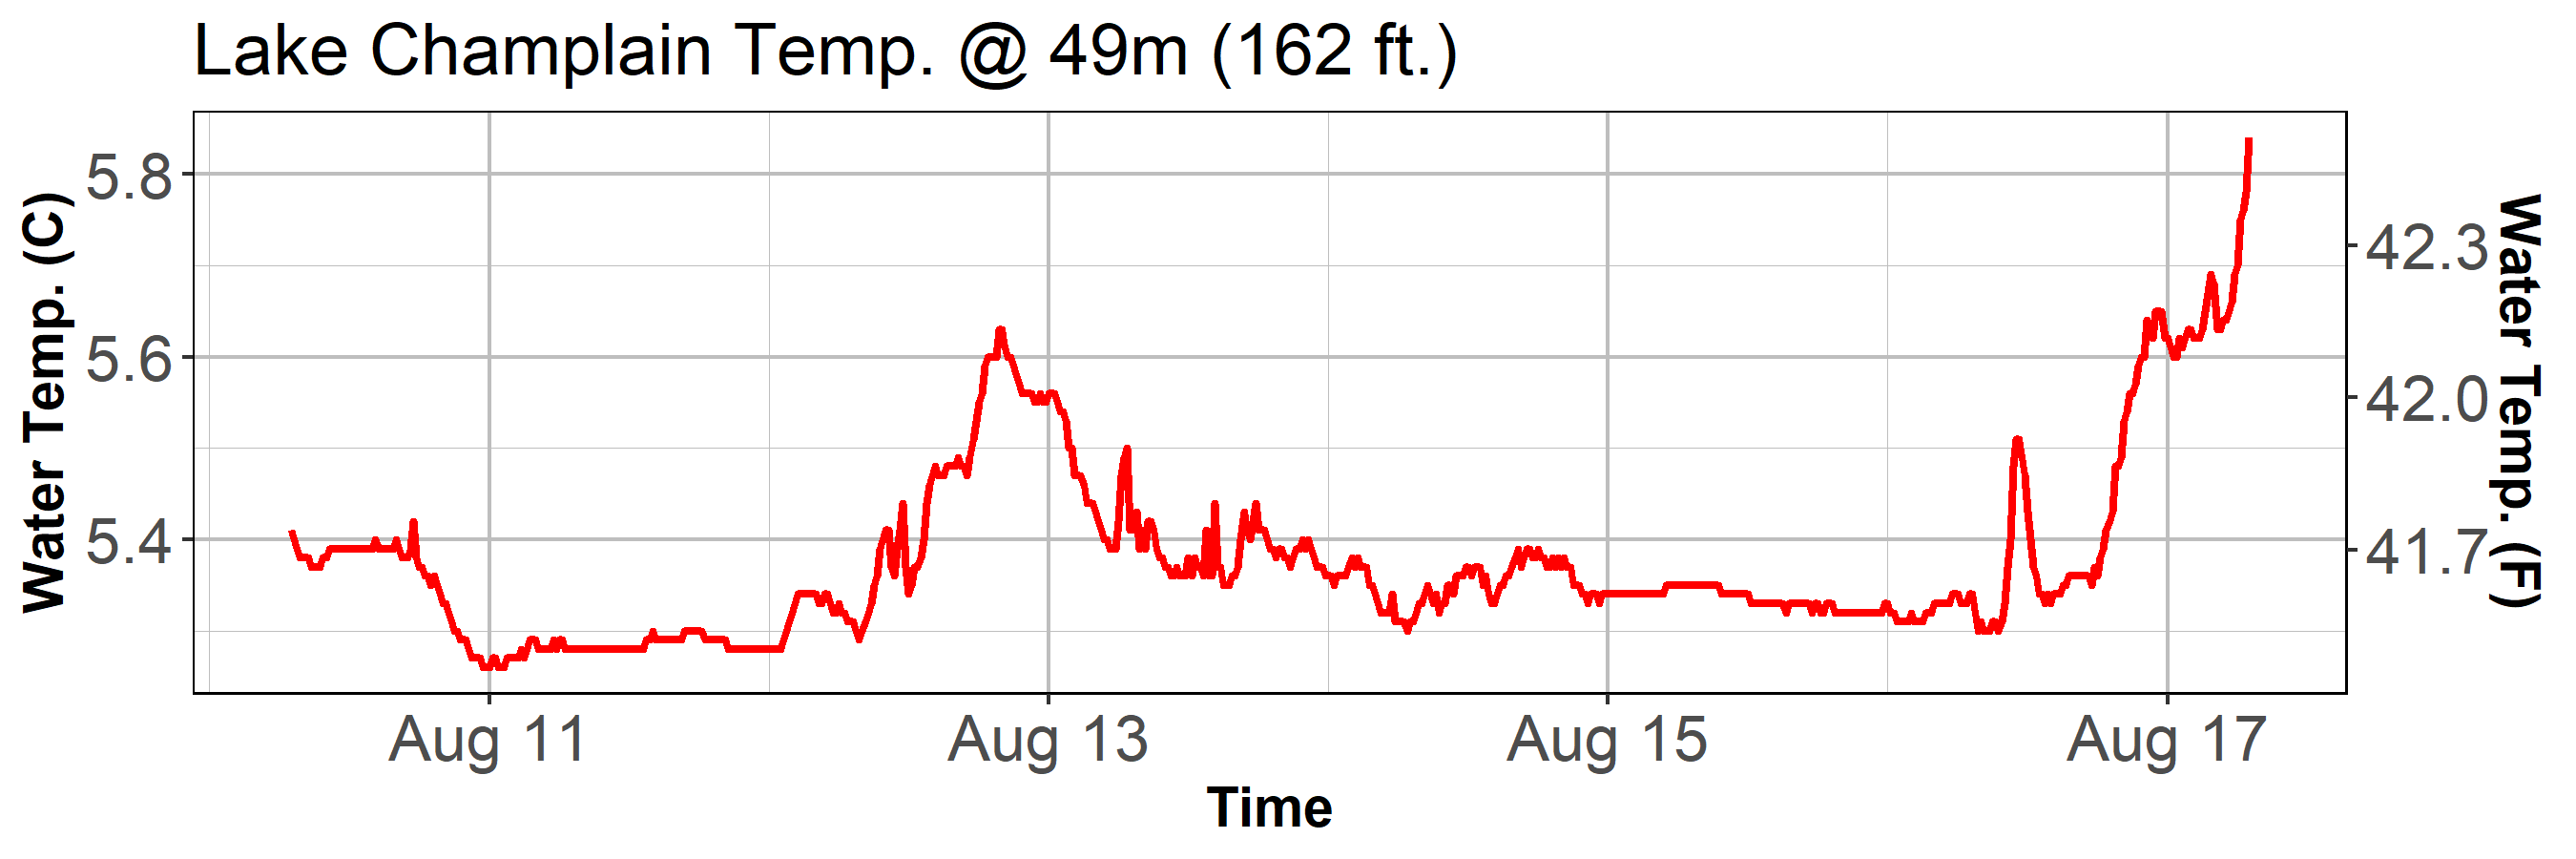 Lake Champlain Temp. @ 49m (162 ft.)
Water Temp. (C)
5.8
5.6
5.4
42.3
42.0
41.7
Water Temp. (F)
Aug 11
Aug 13
Aug 15
Aug 17
Time